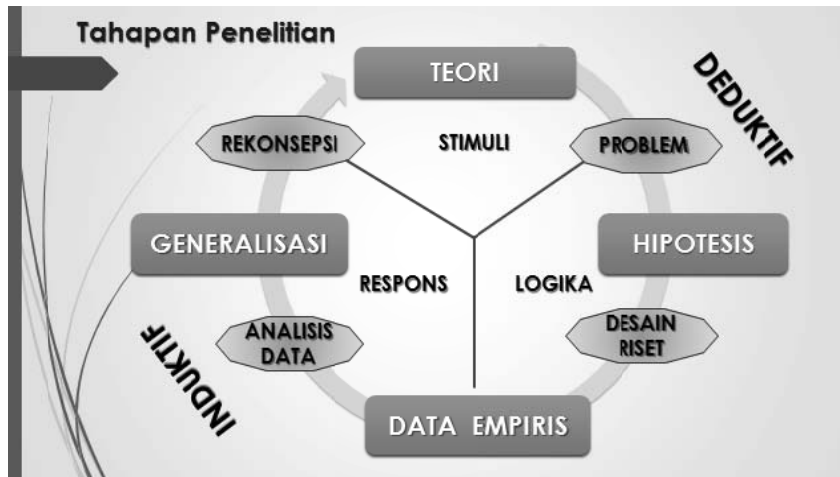 Tahapan Penelitian
TEORI
DEDUKTIF
REKONSEPSI
STIMULI
PROBLEM
GENERALISASI
HIPOTESIS
RESPONS
LOGIKA
ANALISIS
DATA
DESAIN
RISET
INDUKTIF
DATA EMPIRIS